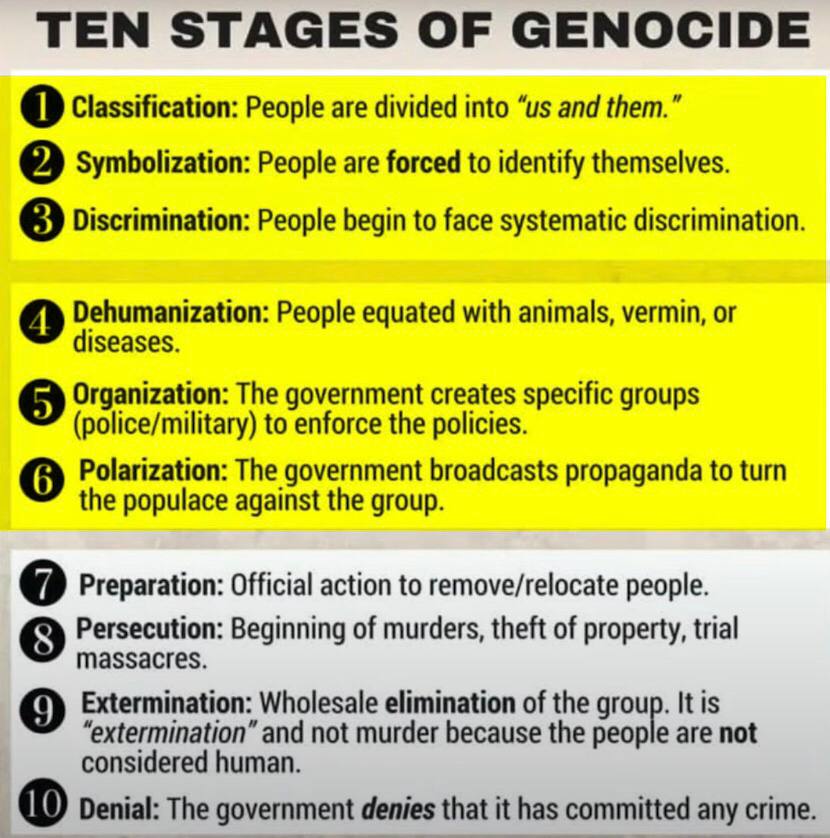 TEN STAGES OF GENOCIDE
1 Classification: People are divided into "us and them."
2 Symbolization: People are forced to identify themselves.
3 Discrimination: People begin to face systematic discrimination.
4 Dehumanization: People equated with animals, vermin, or
diseases.
5 Organization: The government creates specific groups
(police/military) to enforce the policies.
6 Polarization: The government broadcasts propaganda to turn
the populace against the group.
7 Preparation: Official action to remove/relocate people.
8 Persecution: Beginning of murders, theft of property, trial
massacres.
9 Extermination: Wholesale elimination of the group. It is
"extermination" and not murder because the people are not
considered human.
10 Denial: The government denies that it has committed any crime.